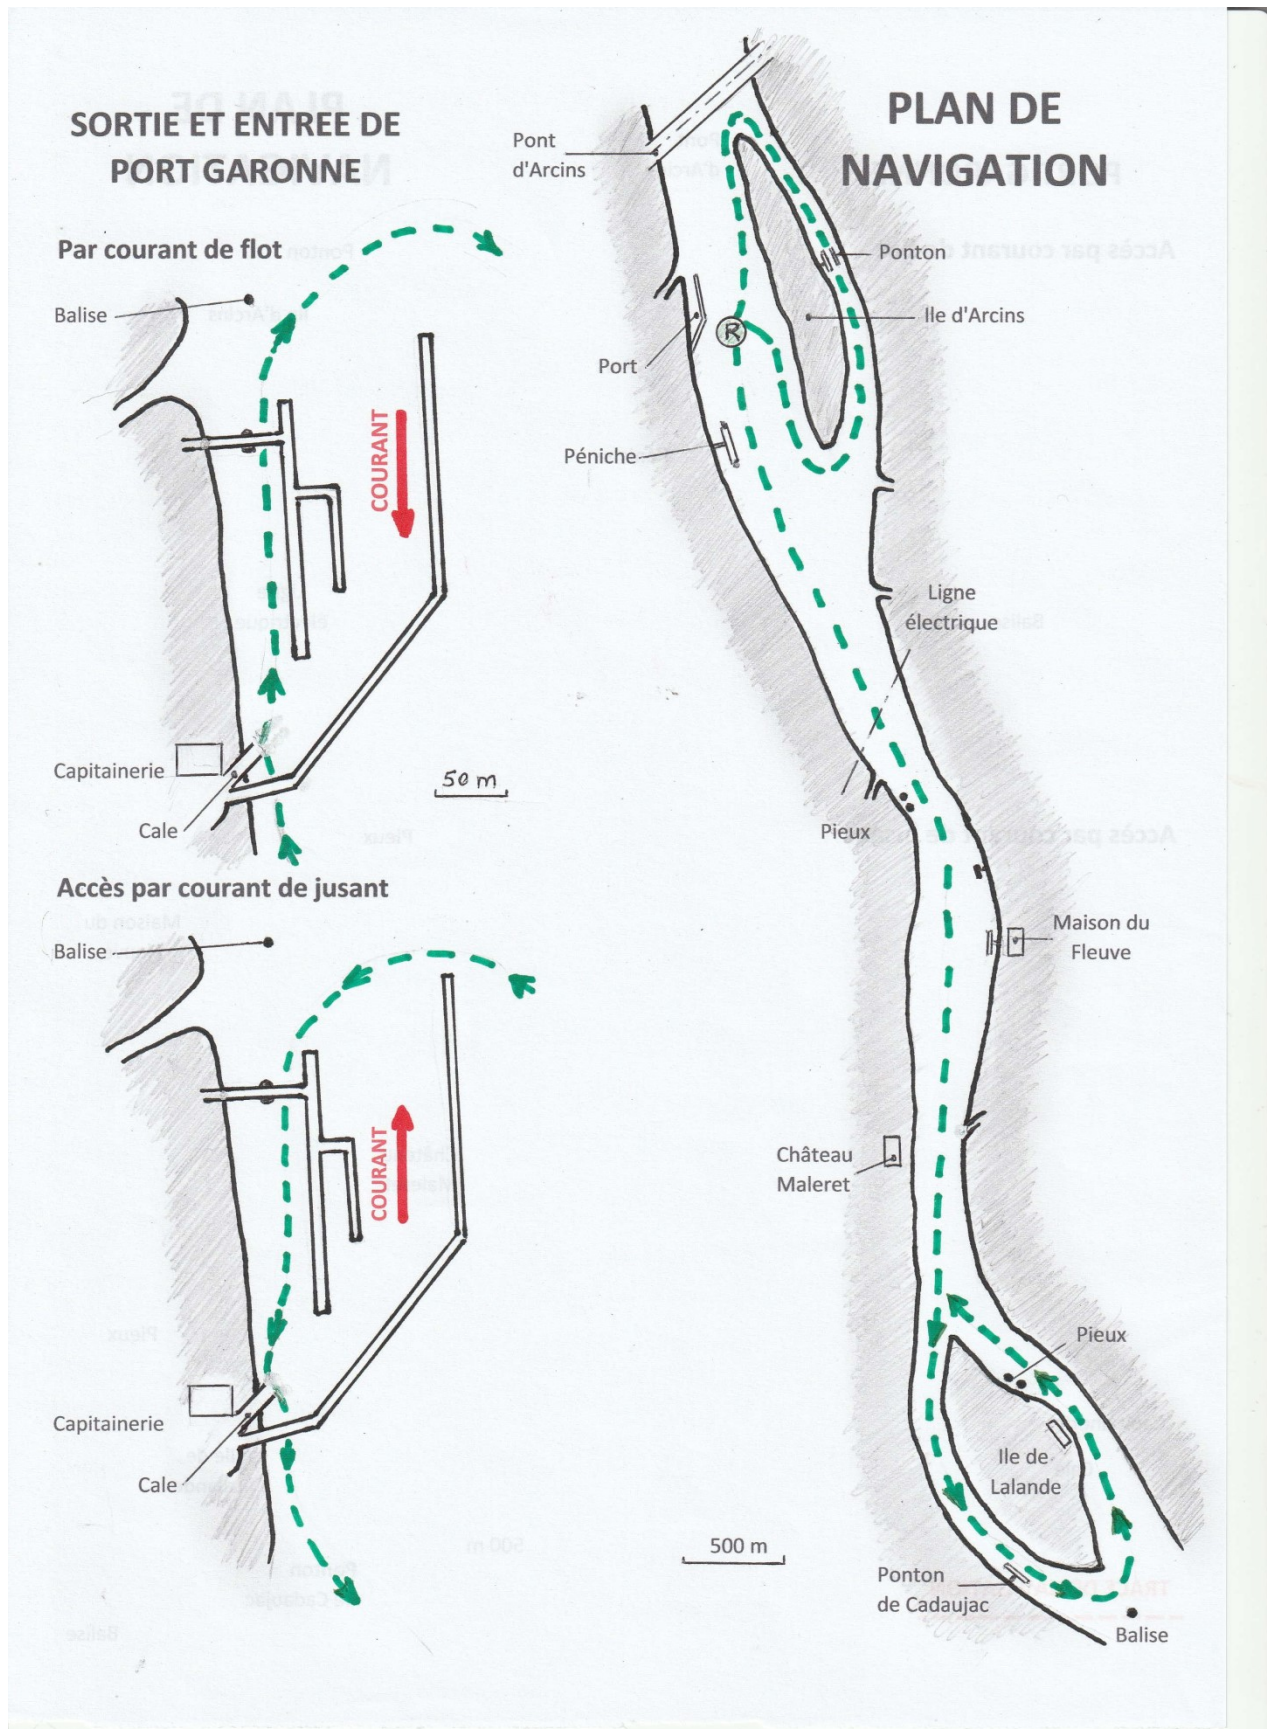 SORTIE ET ENTREE DE
PORT GARONNE
Par courant de flot
Balise
COURANT
Capitainerie
Cale
50 m
Accès par courant de jusant
Balise
COURANT
Capitainerie
Cale
PLAN DE
NAVIGATION
Pont
d'Arcins
Ponton
Ile d'Arcins
R
Port
Péniche
Ligne
électrique
Pieux
Maison du
Fleuve
Château
Maleret
Pieux
Ile de
Lalande
500 m
Ponton
de Cadaujac
Balise